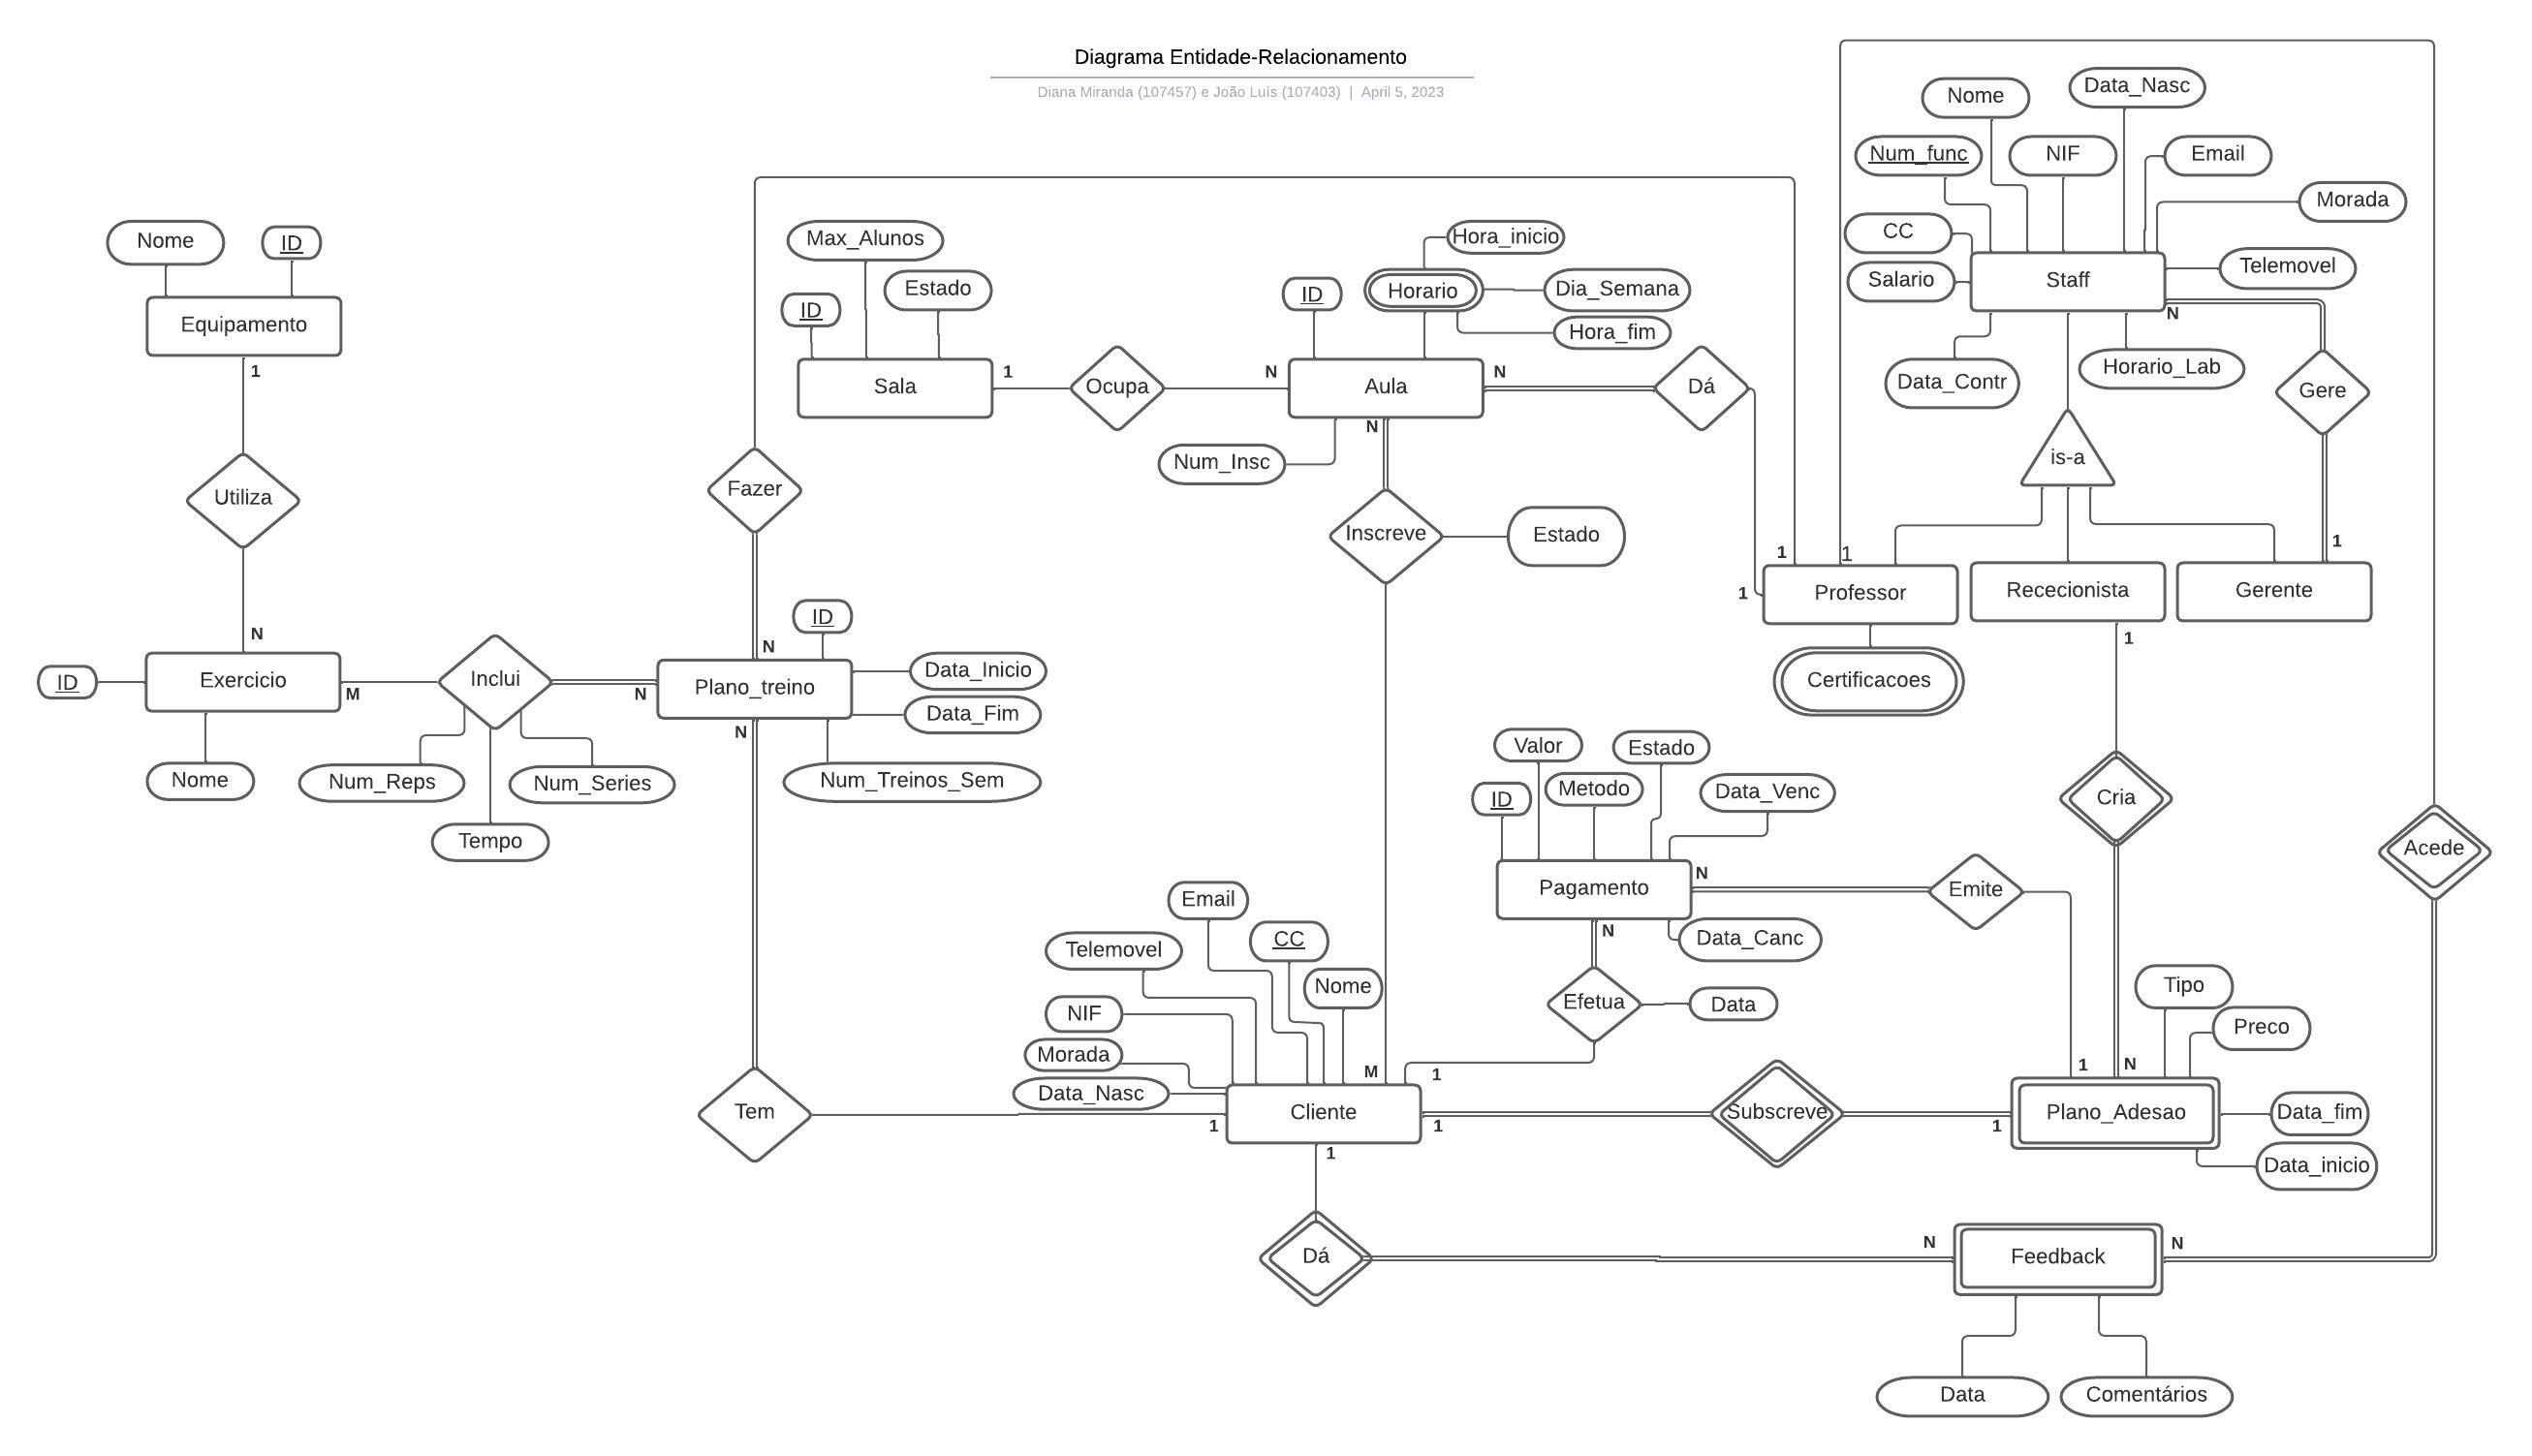 Diagrama Entidade-Relacionamento
Diana Miranda (107457) e João Luís (107403) | April 5, 2023
Nome
ID
Equipamento
1
Utiliza
N
ID
Exercicio
M
Nome
Inclui
N
Num_Reps
Num_Series
Tempo
Fazer
N
ID
Plano_treino
Data_Inicio
Data_Fim
N
Num_Treinos_Sem
Tem
Max_Alunos
Estado
ID
Sala
1
Ocupa
N
Hora_inicio
ID
Horario
Dia_Semana
Hora_fim
Aula
N
Dá
N
Num_Insc
Inscreve
Estado
Nome
Data_Nasc
Num_func
NIF
Email
Morada
CC
Salario
Staff
Telemovel
N
Data_Contr
Horario_Lab
Gere
is-a
1
1
1
1
Professor
Rececionista
Gerente
1
Certificacoes
Valor
Estado
ID
Metodo
Data_Venc
Cria
Acede
Pagamento
N
Emite
N
Data_Canc
Email
Telemovel
CC
Nome
NIF
Morada
Data_Nasc
Efetua
Data
M
1
Tipo
Preco
1
N
1
Cliente
1
Subscreve
1
Plano_Adesao
Data_fim
Data_inicio
1
Dá
N
Feedback
N
Data
Comentários